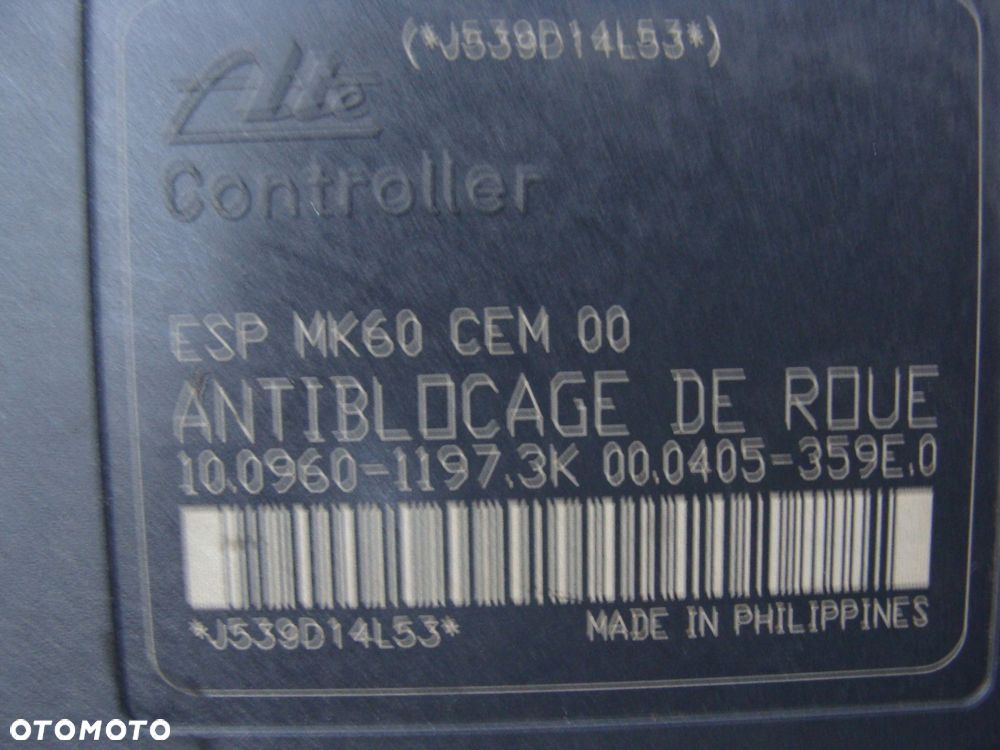 (*J539D14L53*)
Ate
Controller
ESP MK60 CEM 00
ANTIBLOCAGE DE ROUE
10.0960-1197.3K 00.0405-359E.0
*J539D14L53*
MADE IN PHILIPPINES
OTOMOTO